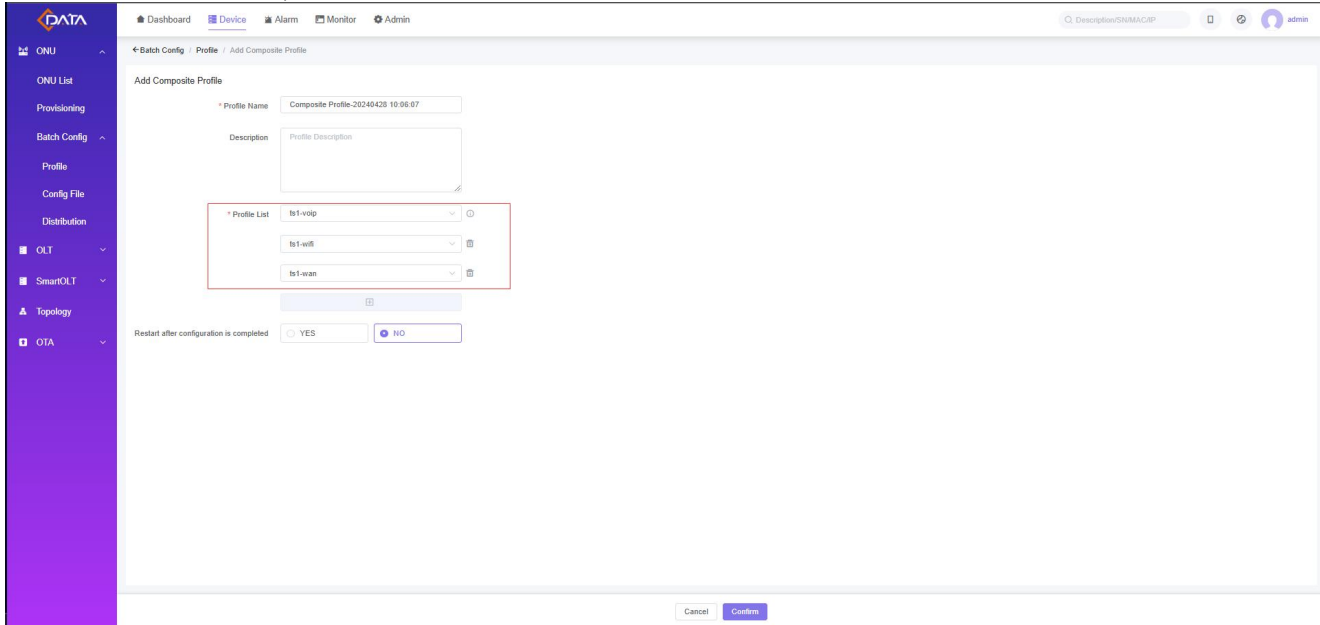 DATA
Dashboard Device Alarm Monitor Admin Q Description/SN/MAC/IP admin
ONU
ONU List
Provisioning
Batch Config
Profile
Config File
Distribution
OLT
SmartOLT
Topology
OTA
Batch Config / Profile / Add Composite Profile
Add Composite Profile
* Profile Name Composite Profile-20240428 10:06:07
Description Profile Description
* Profile List ts1-voip
ts1-wifi
ts1-wan
Restart after configuration is completed YES NO
Cancel Confirm